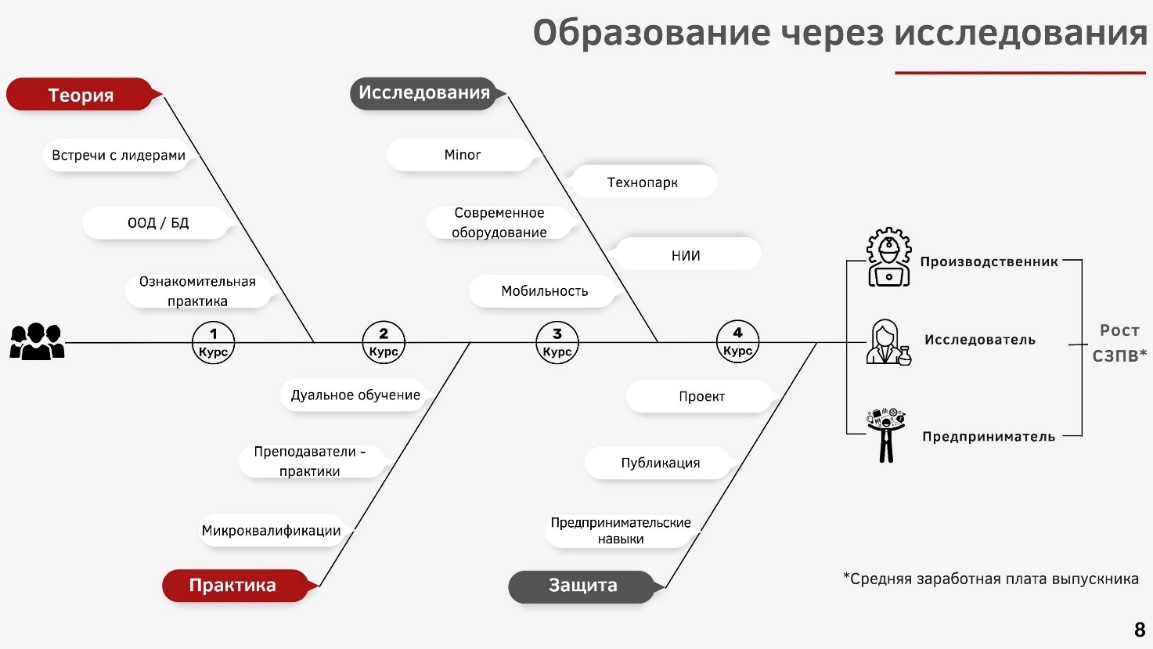 Образование через исследования
Теория
Встречи с лидерами
ООД / БД
Ознакомительная
практика
Исследования
Minor
Технопарк
Современное
оборудование
НИИ
Мобильность
1
Курс
2
Курс
3
Курс
4
Курс
Дуальное обучение
Преподаватели -
практики
Микроквалификации
Практика
Проект
Публикация
Предпринимательские
навыки
Защита
Производственник
Исследователь
Предприниматель
Рост
СЗПВ*
*Средняя заработная плата выпускника
8